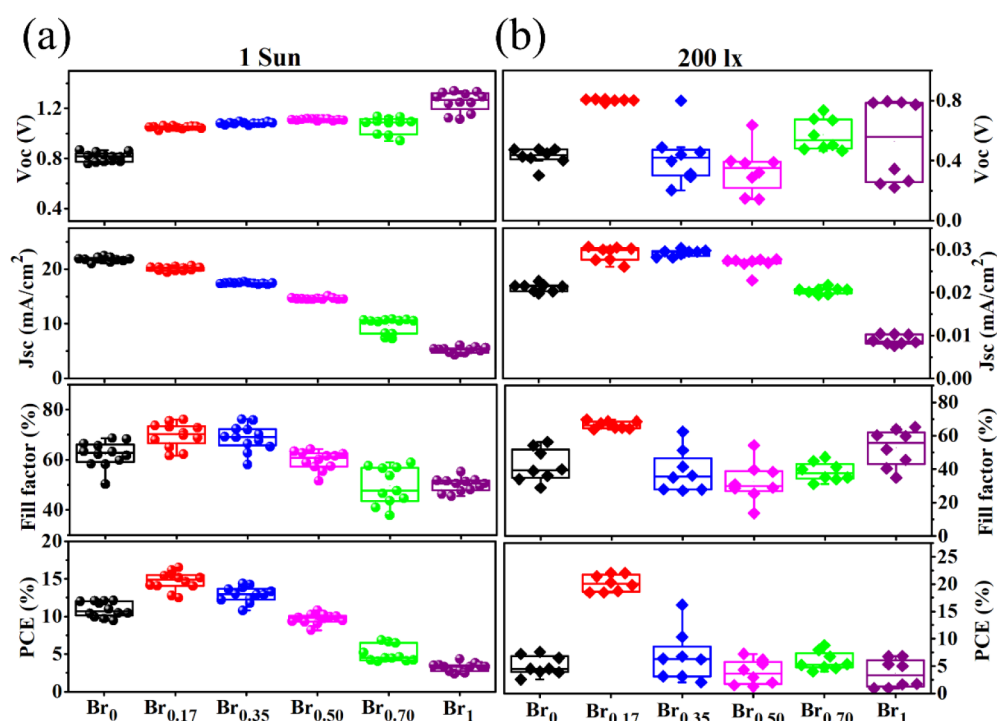 (a)
1 Sun
Voc (V)
1.2
0.8
0.4
Jsc (mA/cm²)
20
10
0
Fill factor (%)
80
60
40
PCE (%)
20
15
10
5
0
Br₀ Br₀.₁₇ Br₀.₃₅ Br₀.₅₀ Br₀.₇₀ Br₁
(b)
200 lx
0.8
0.4
0.0
Voc (V)
0.03
0.02
0.01
0.00
Jsc (mA/cm²)
80
60
40
20
0
Fill factor (%)
25
20
15
10
5
0
PCE (%)
Br₀ Br₀.₁₇ Br₀.₃₅ Br₀.₅₀ Br₀.₇₀ Br₁